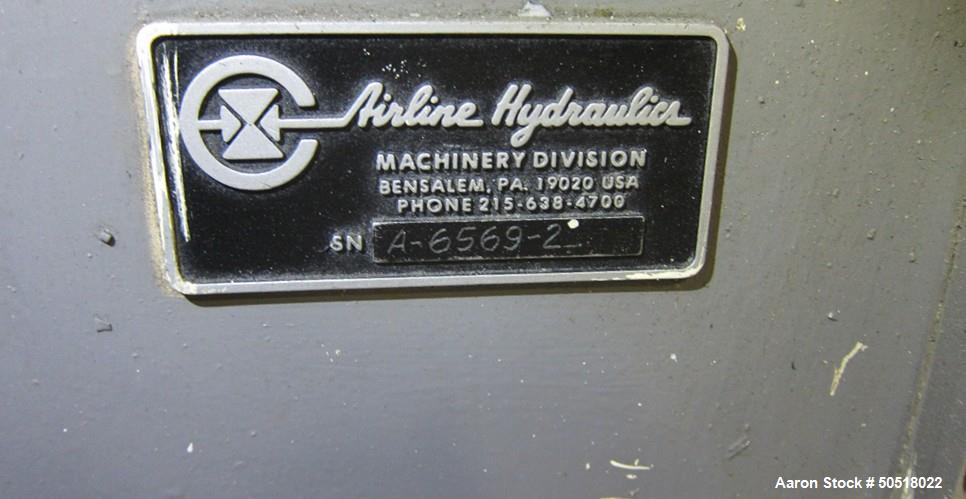 Airline Hydraulics
MACHINERY DIVISION
BENSALEM, PA. 19020 USA
PHONE 215-638-4700
SN A-6569-2
Aaron Stock # 50518022